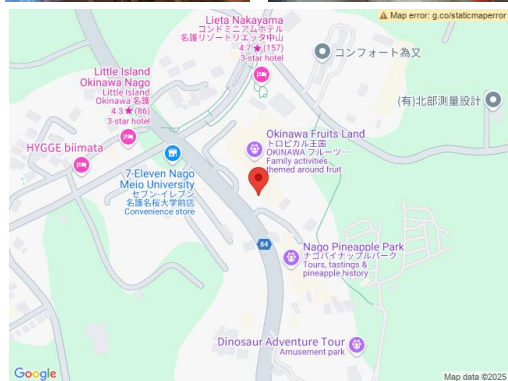 Map error: g.co/staticmaperror
Lieta Nakayama
コンドミニアムホテル
名護リゾートリエッタ中山
4.7★(157)
3-star hotel
コンフォート為又
Little Island
Okinawa Nago
Little Island
Okinawa 名護
4.3★(86)
3-star hotel
(有)北部測量設計
HYGGE biimata
Okinawa Fruits Land
トロピカル王国
OKINAWA フルーツ…
Family activities
themed around fruit
7-Eleven Nago
Meio University
セブン-イレブン
名護名桜大学前店
Convenience store
84
Nago Pineapple Park
ナゴパイナップルパーク
Tours, tastings &
pineapple history
Dinosaur Adventure Tour
Amusement park
Google
Map data ©2025